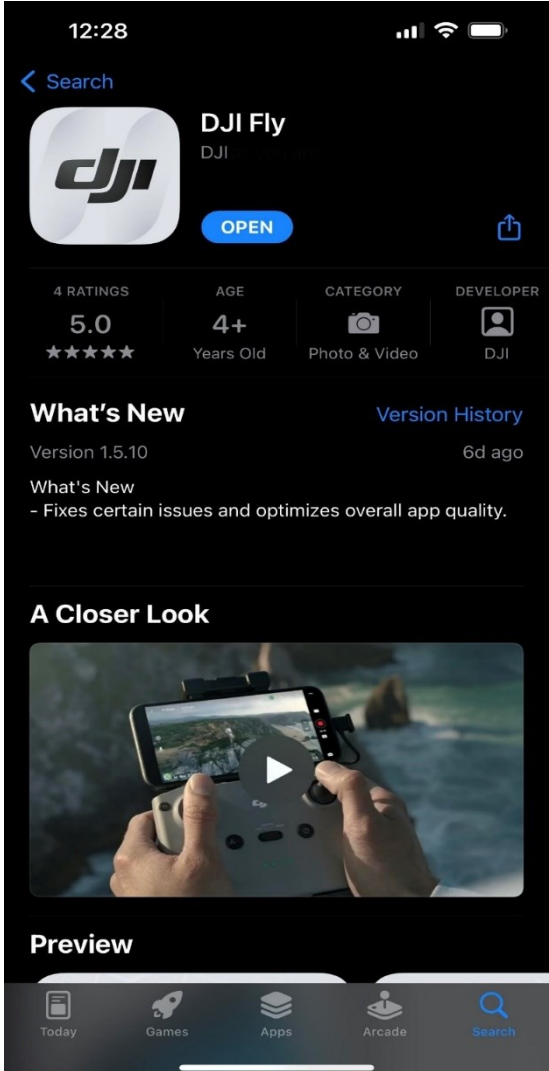 12:28
Search
dji
DJI Fly
DJI
OPEN
4 RATINGS
5.0
AGE
4+
Years Old
CATEGORY
Photo & Video
DEVELOPER
DJI
What's New
Version History
Version 1.5.10
6d ago
What's New
- Fixes certain issues and optimizes overall app quality.
A Closer Look
Preview
Today
Games
Apps
Arcade
Search